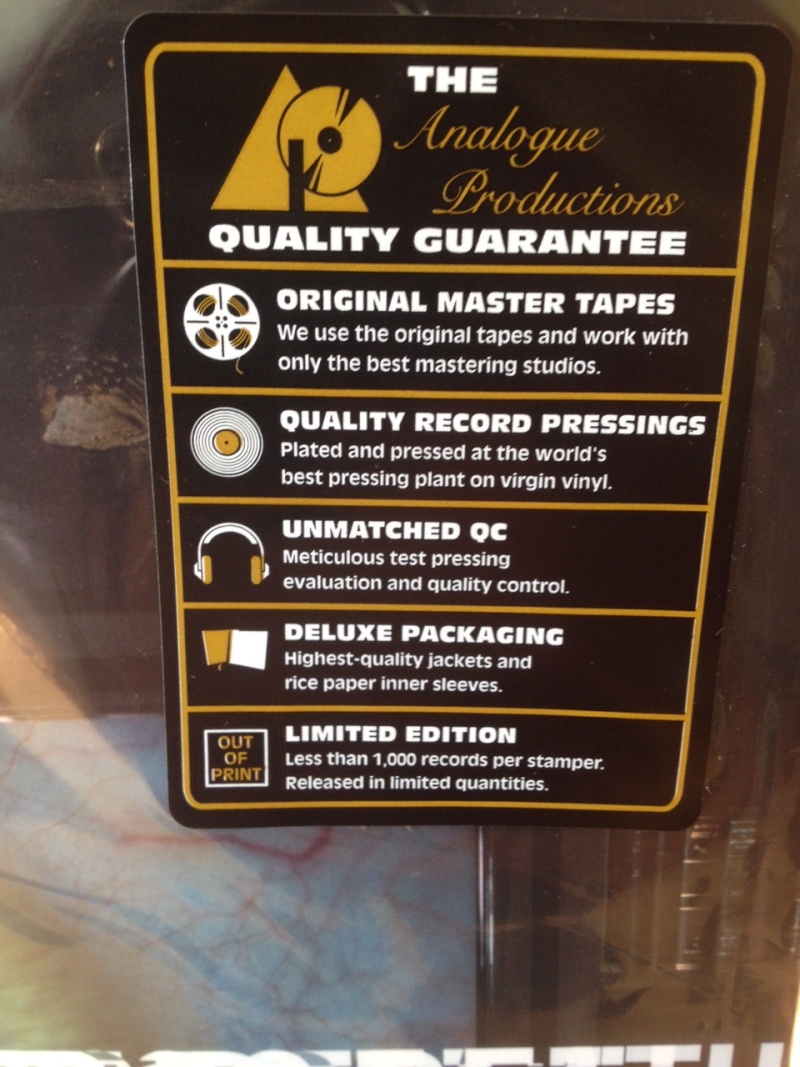 THE
Analogue
Productions
QUALITY GUARANTEE
ORIGINAL MASTER TAPES
We use the original tapes and work with
only the best mastering studios.
QUALITY RECORD PRESSINGS
Plated and pressed at the world's
best pressing plant on virgin vinyl.
UNMATCHED QC
Meticulous test pressing
evaluation and quality control.
DELUXE PACKAGING
Highest-quality jackets and
rice paper inner sleeves.
OUT
OF
PRINT
LIMITED EDITION
Less than 1,000 records per stamper.
Released in limited quantities.